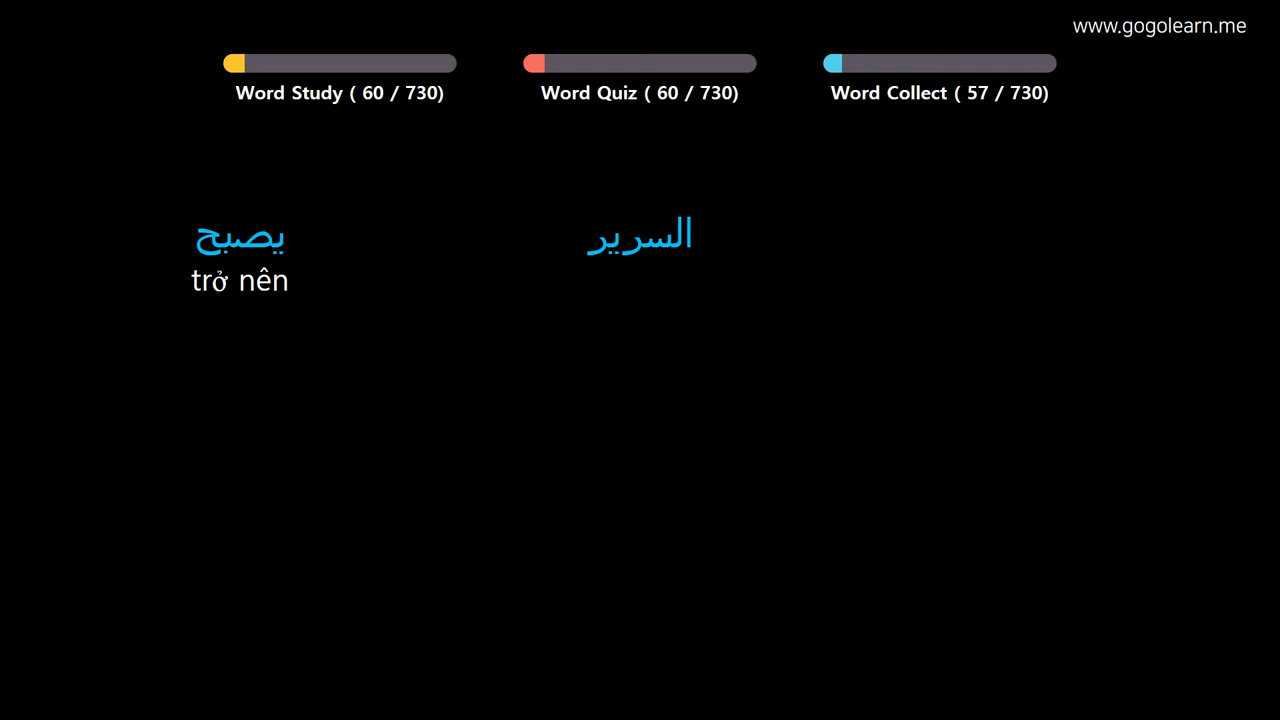 www.gogolearn.me
Word Study ( 60 / 730)
Word Quiz ( 60 / 730)
Word Collect ( 57 / 730)
يصبح
trở nên
السرير